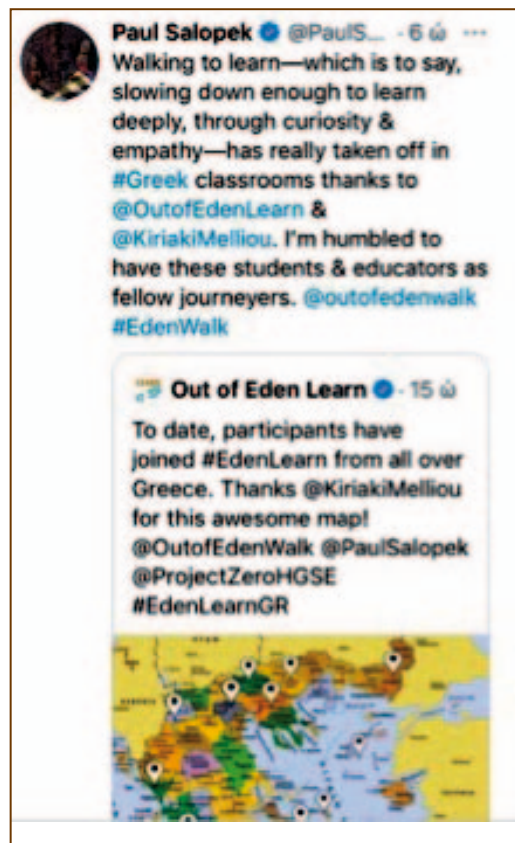 Paul Salopek @PaulS... · 6 ώ ···
Walking to learn—which is to say,
slowing down enough to learn
deeply, through curiosity &
empathy—has really taken off in
#Greek classrooms thanks to
@OutofEdenLearn &
@KiriakiMelliou. I'm humbled to
have these students & educators as
fellow journeyers. @outofedenwalk
#EdenWalk
Out of Eden Learn · 15 ώ
To date, participants have
joined #EdenLearn from all over
Greece. Thanks @KiriakiMelliou
for this awesome map!
@OutofEdenWalk @PaulSalopek
@ProjectZeroHGSE
#EdenLearnGR